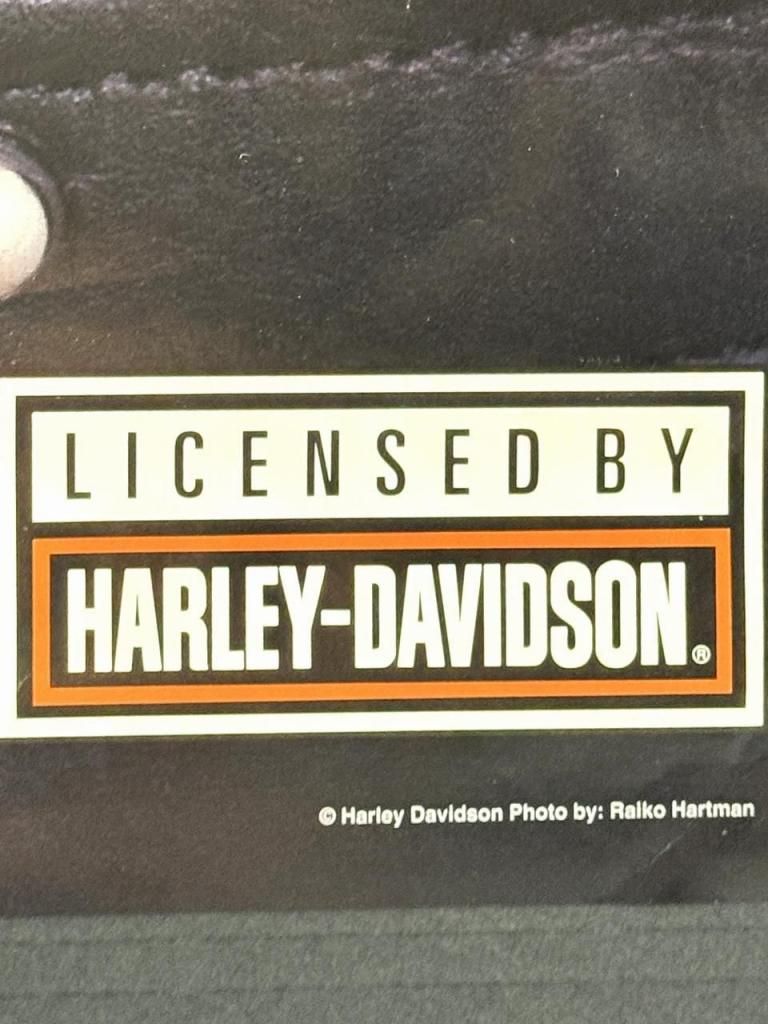 LICENSED BY
HARLEY-DAVIDSON®
© Harley Davidson Photo by: Raiko Hartman